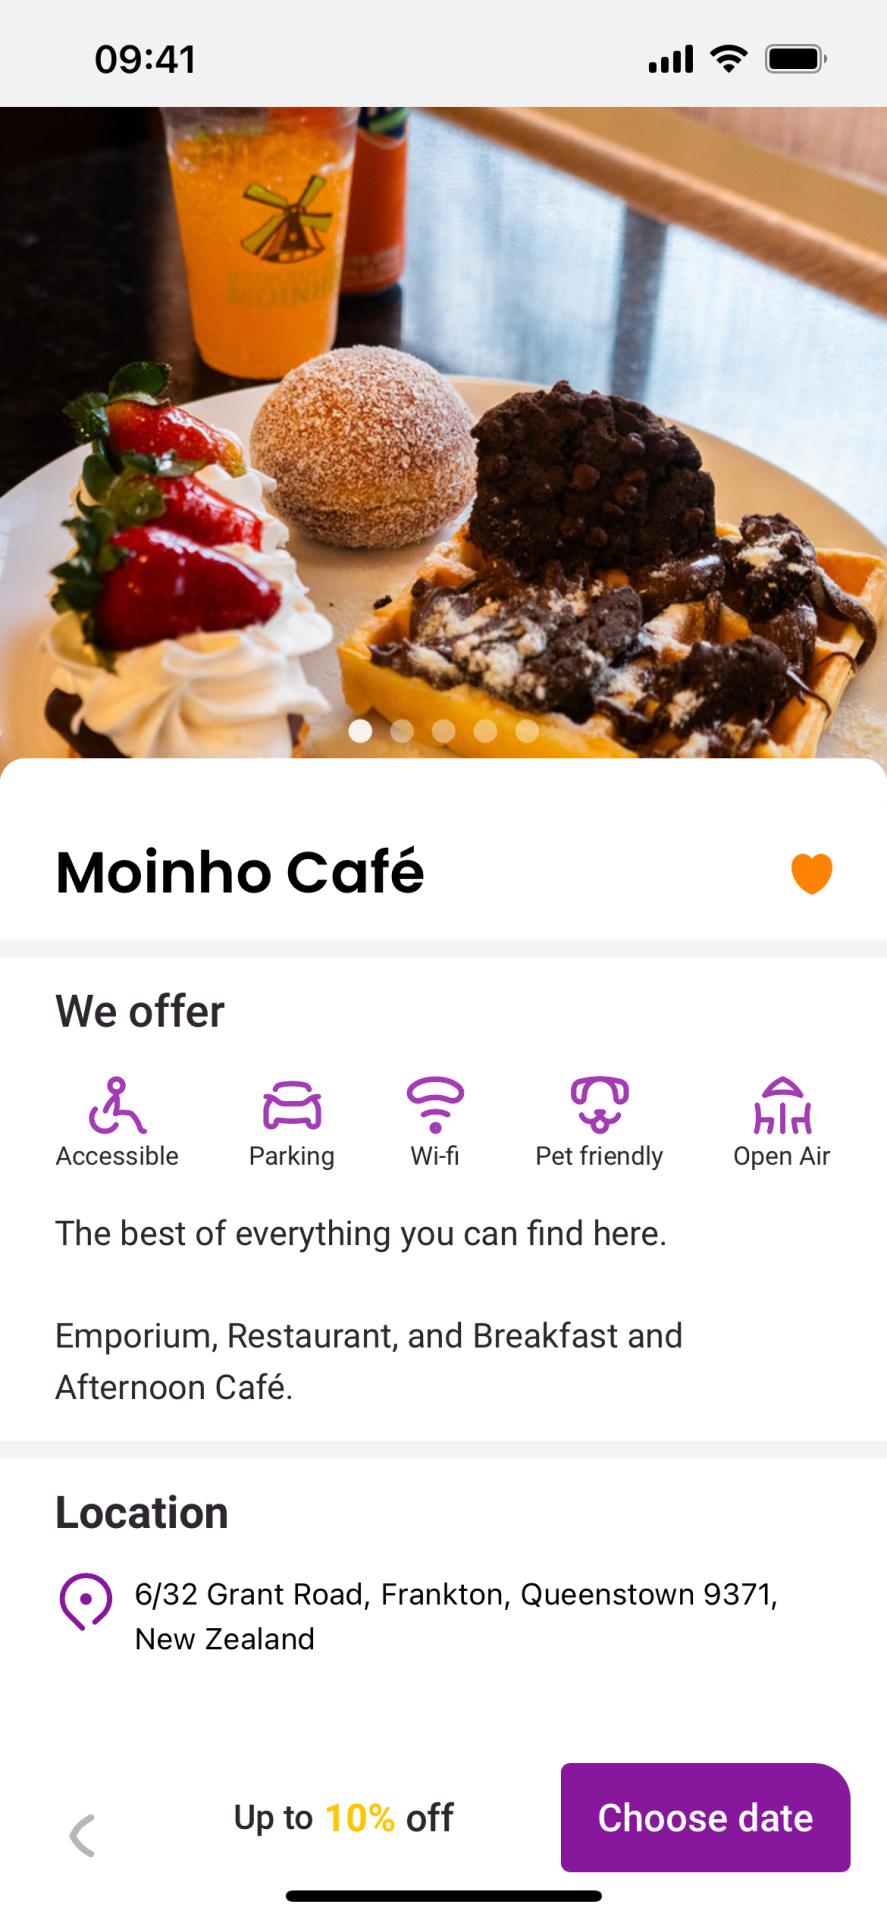 09:41
MOINHO
Moinho Café
We offer
Accessible Parking Wi-fi Pet friendly Open Air
The best of everything you can find here.
Emporium, Restaurant, and Breakfast and
Afternoon Café.
Location
6/32 Grant Road, Frankton, Queenstown 9371,
New Zealand
Up to 10% off
Choose date